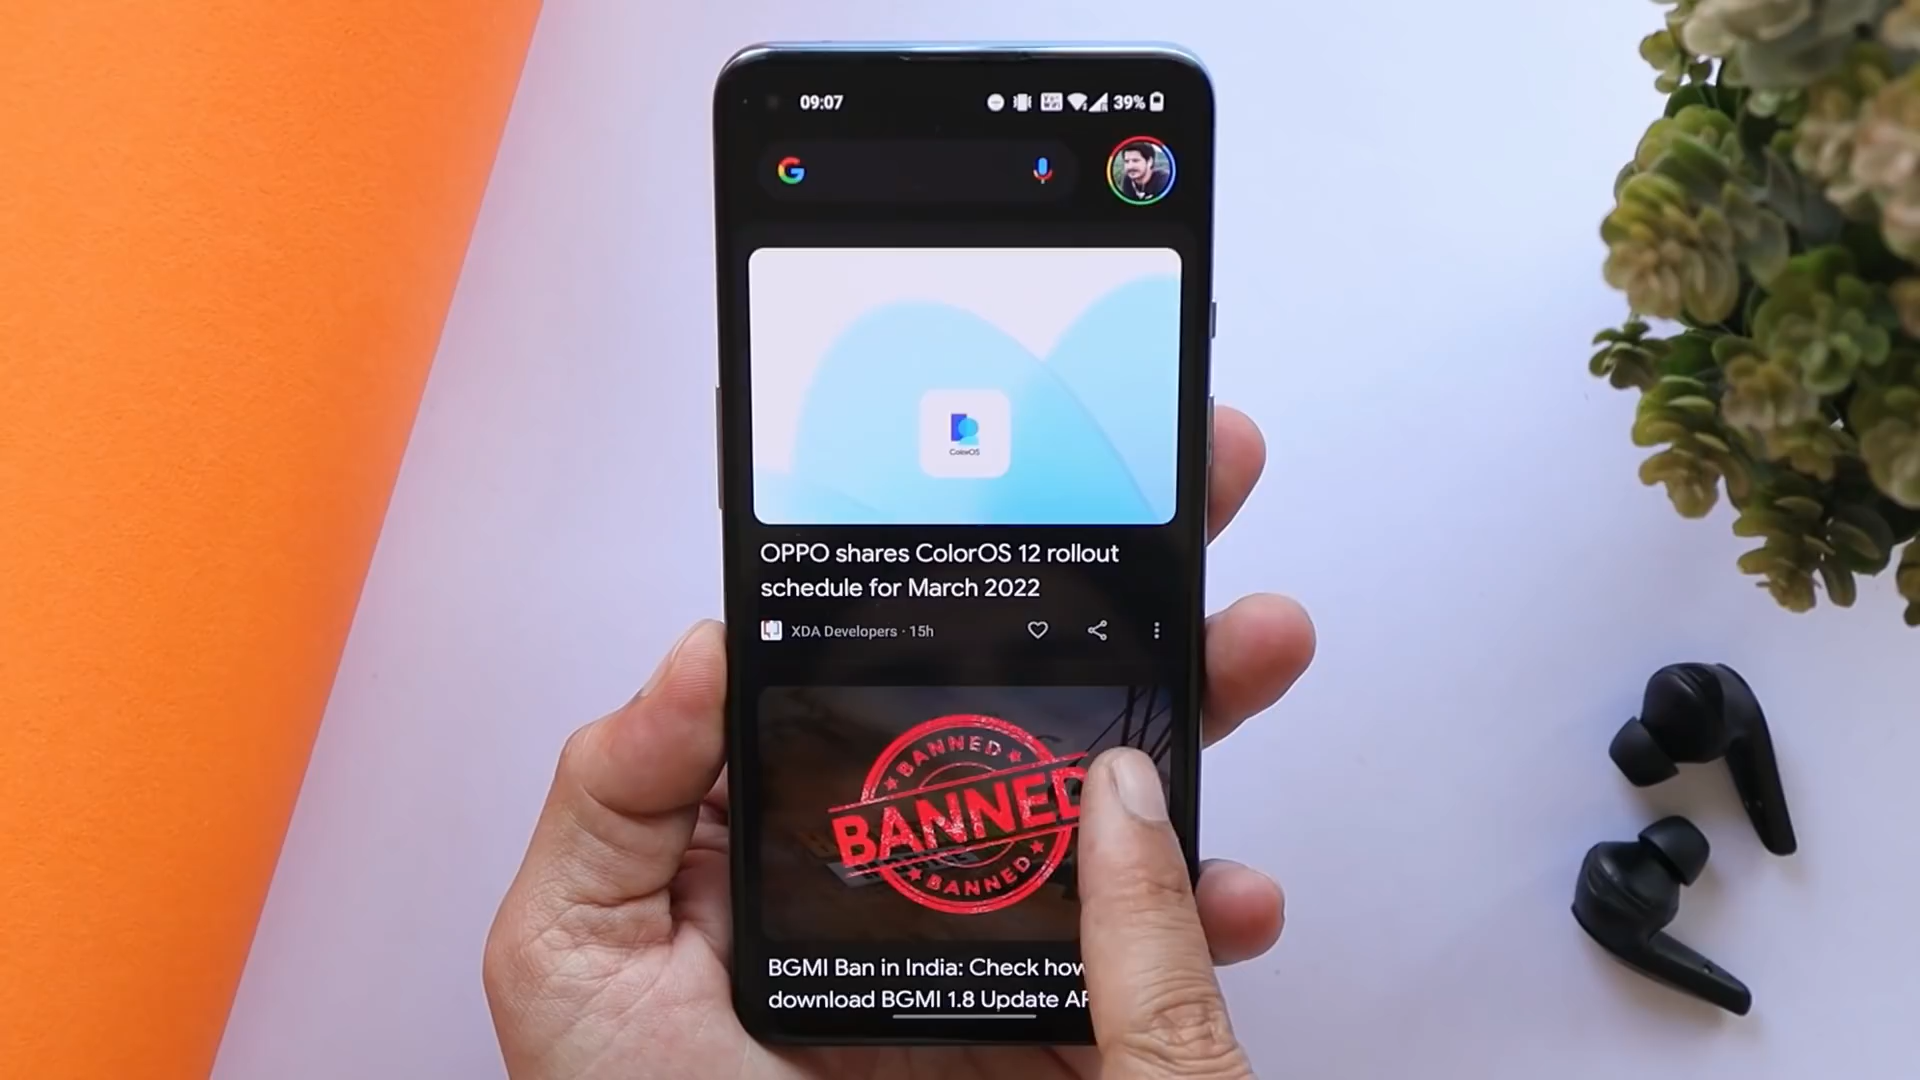 09:07
39%
G
ColorOS
OPPO shares ColorOS 12 rollout
schedule for March 2022
XDA Developers · 15h
BANNED
BANNED
BANNED
BGMI Ban in India: Check how
download BGMI 1.8 Update